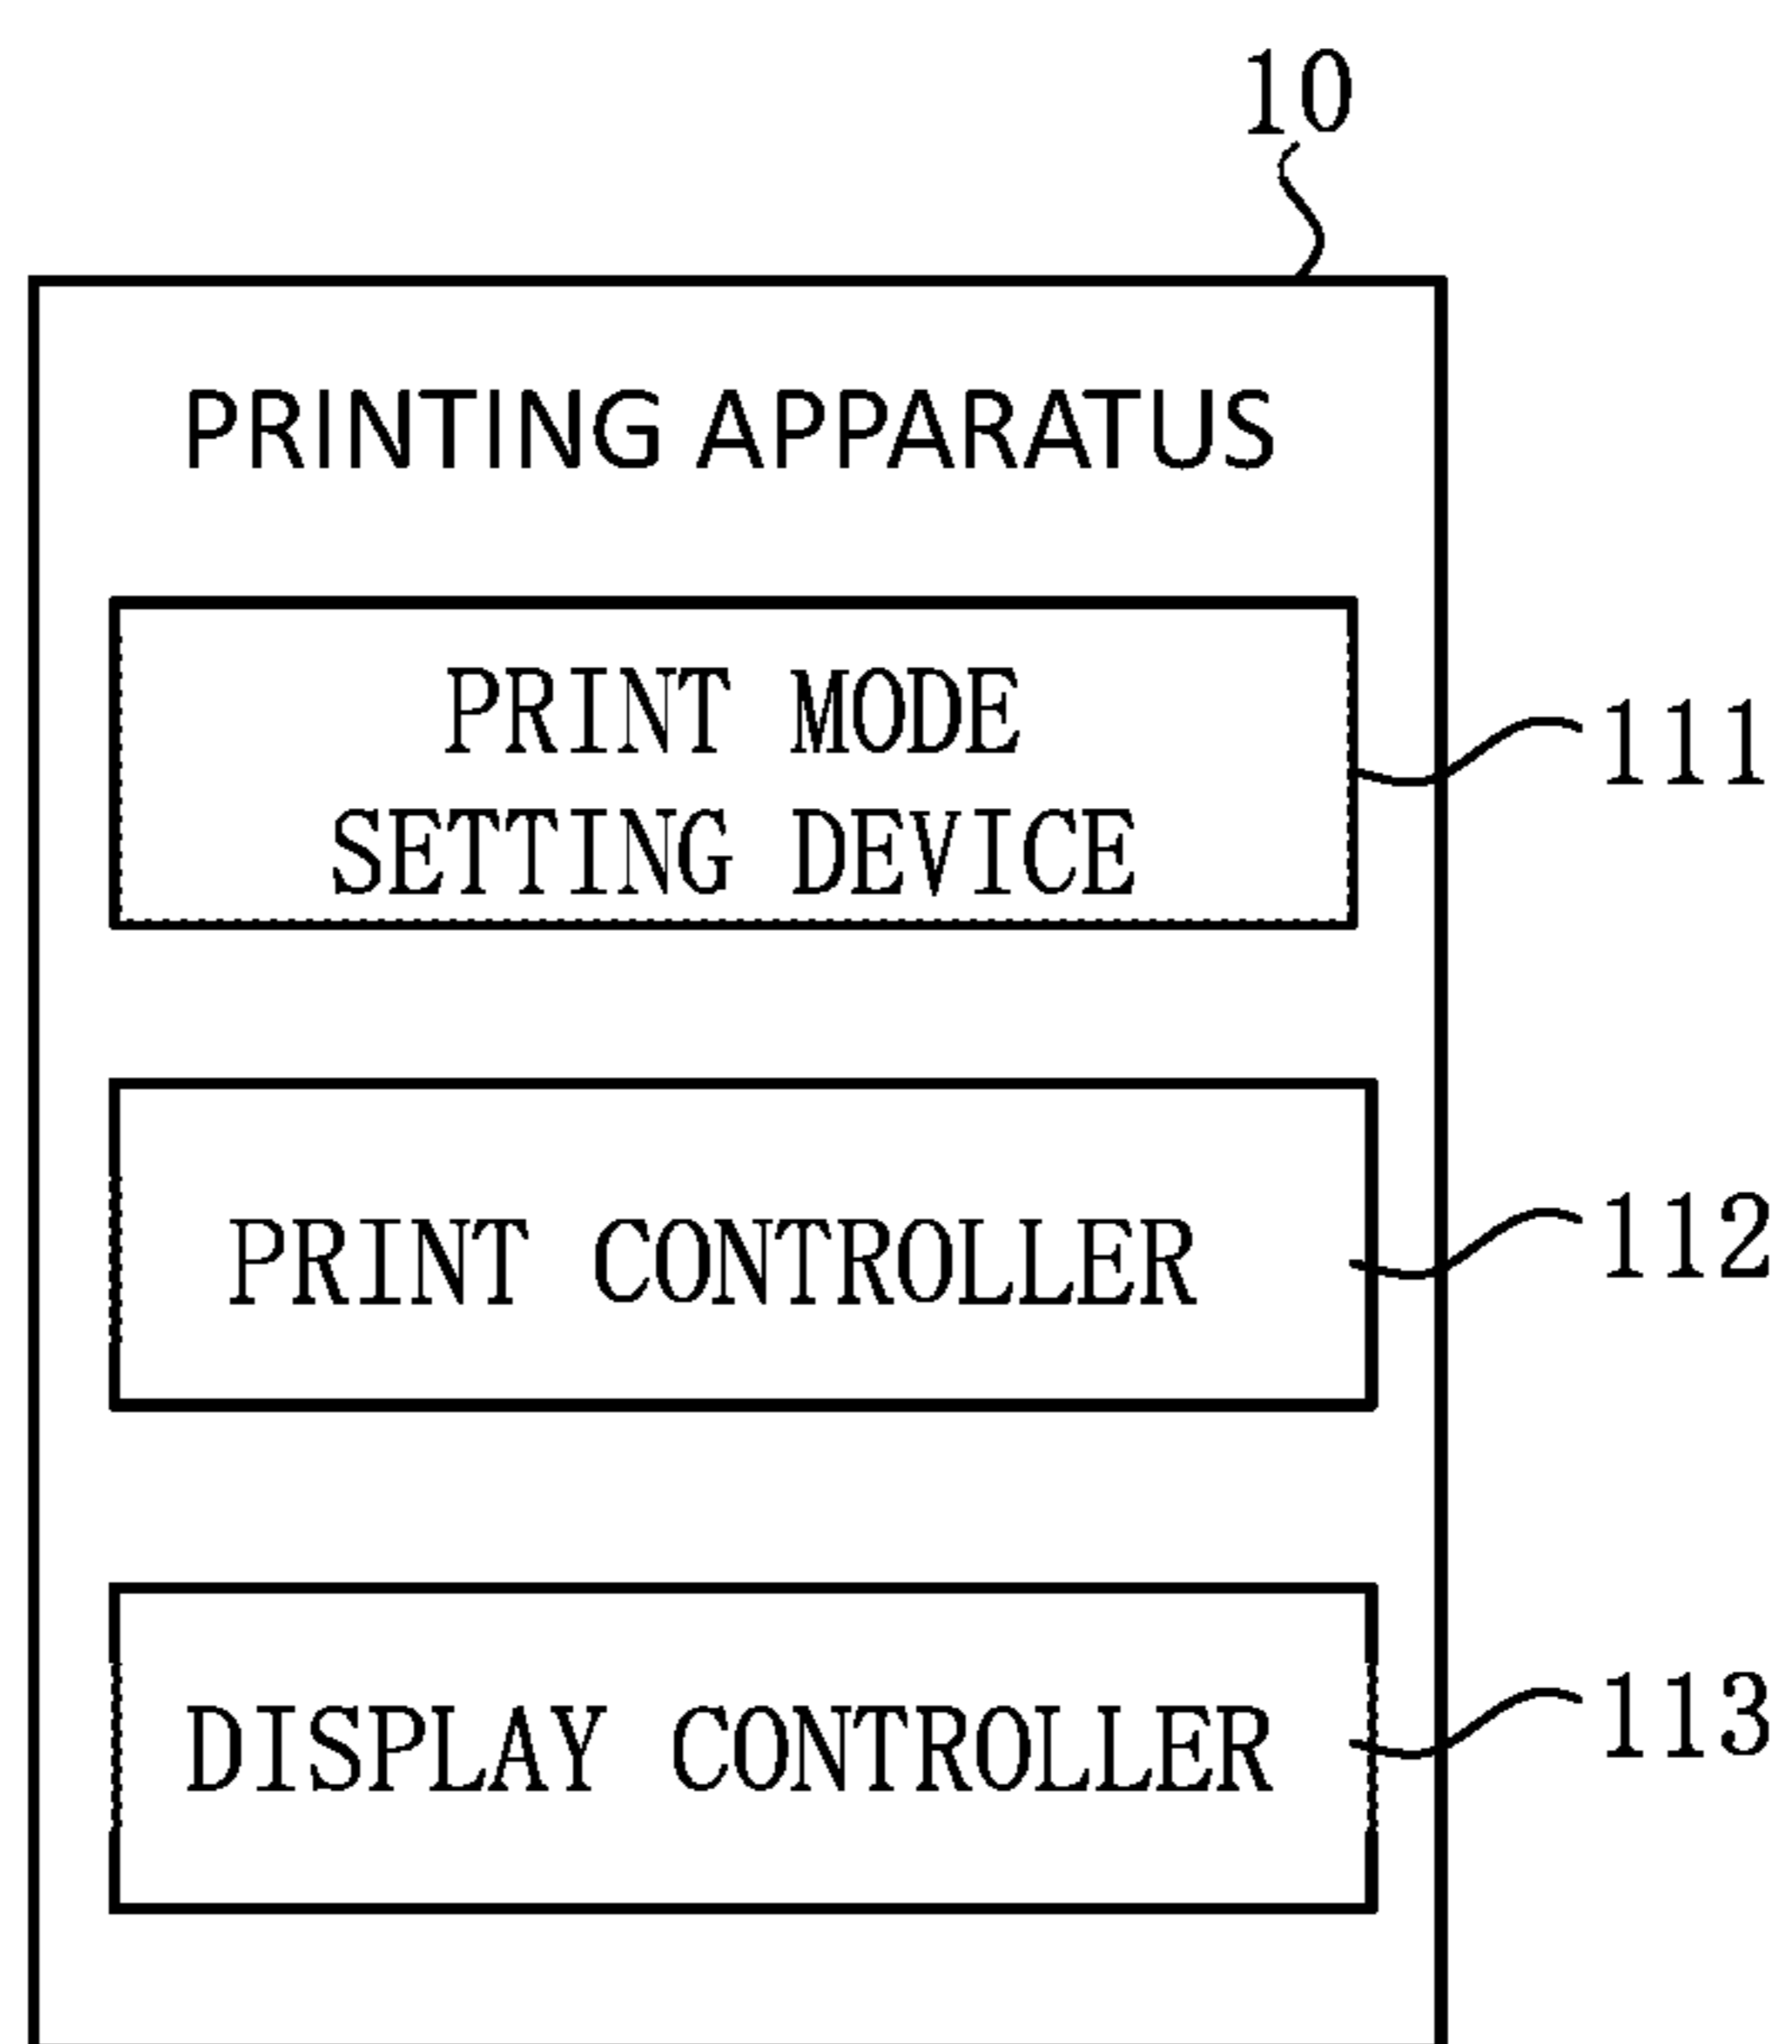 10
PRINTING APPARATUS
PRINT MODE
SETTING DEVICE
111
PRINT CONTROLLER
112
DISPLAY CONTROLLER
113